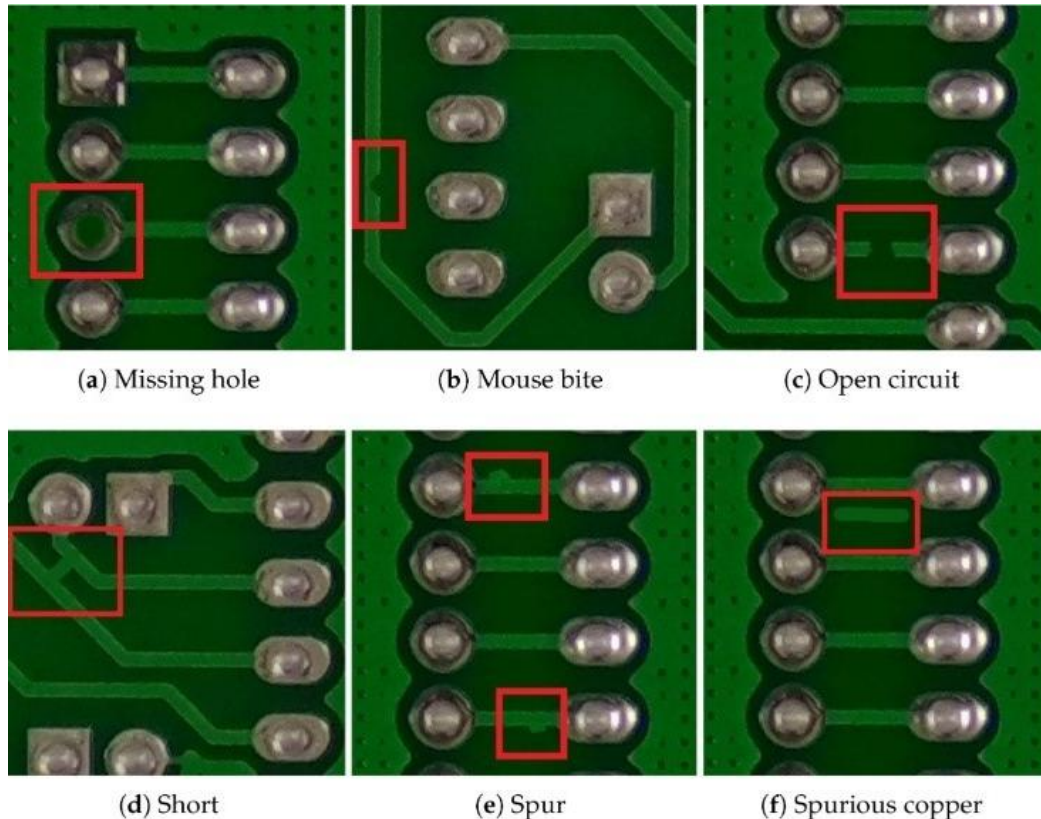 (a) Missing hole
(b) Mouse bite
(c) Open circuit
(d) Short
(e) Spur
(f) Spurious copper